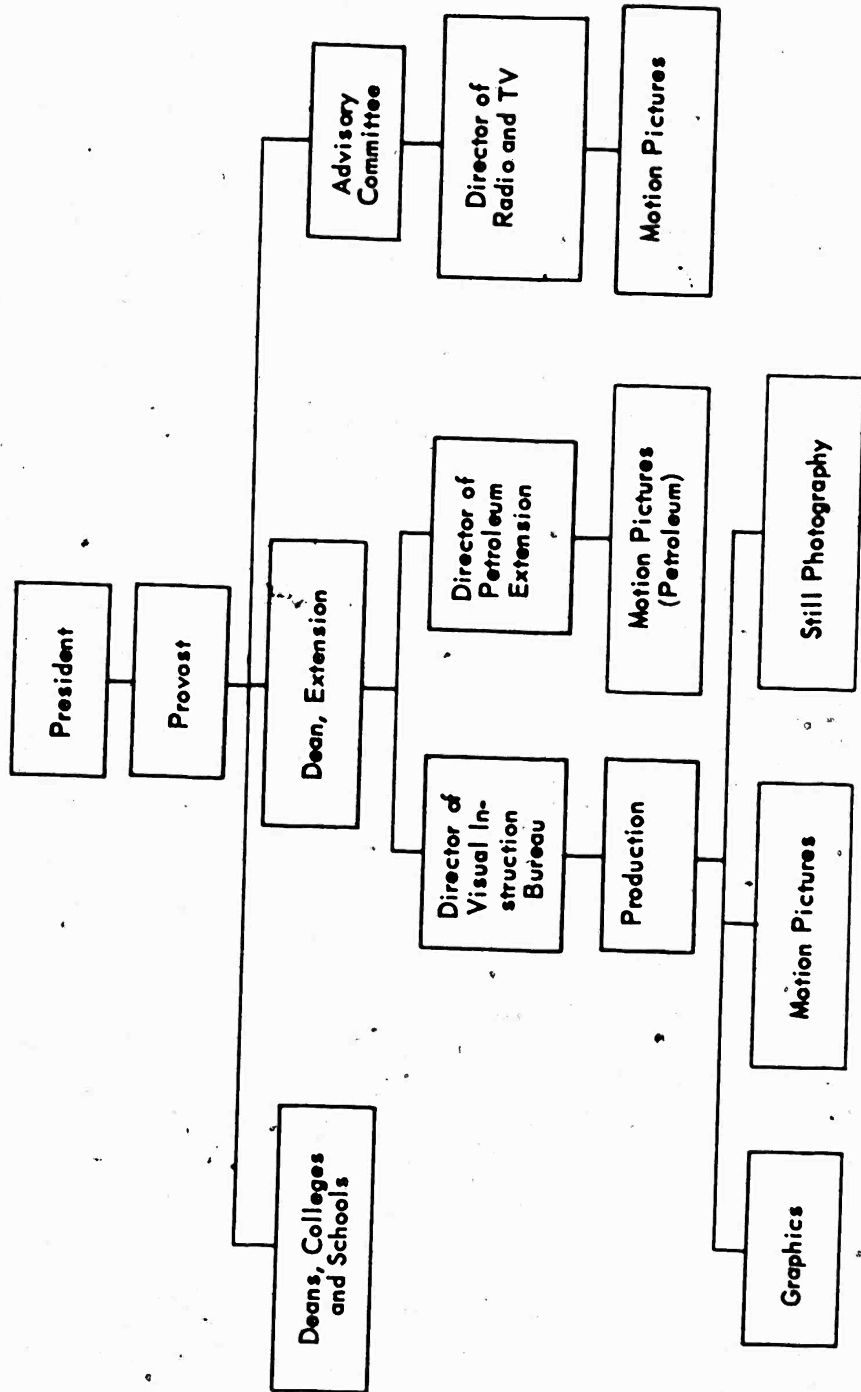 President
Provost
Deans, Colleges
and Schools
Dean, Extension
Advisory
Committee
Director of
Visual In-
struction
Bureau
Director of
Petroleum
Extension
Director of
Radio and TV
Production
Motion Pictures
(Petroleum)
Motion Pictures
Graphics
Motion Pictures
Still Photography